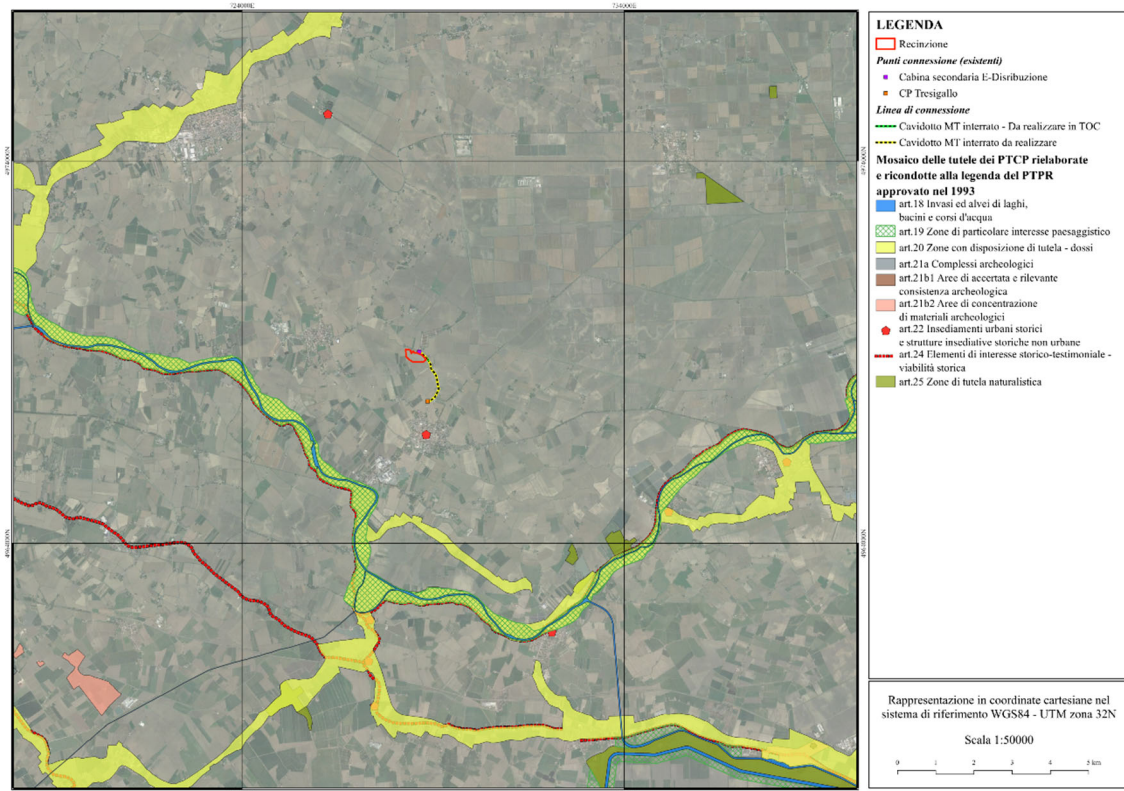 724000E
734000E
4974000N
4974000N
4964000N
4964000N
LEGENDA
Recinzione
Punti connessione (esistenti)
Cabina secondaria E-Distribuzione
CP Tresigallo
Linea di connessione
Cavidotto MT interrato - Da realizzare in TOC
Cavidotto MT interrato da realizzare
Mosaico delle tutele dei PTCP rielaborate
e ricondotte alla legenda del PTPR
approvato nel 1993
art.18 Invasi ed alvei di laghi,
bacini e corsi d'acqua
art.19 Zone di particolare interesse paesaggistico
art.20 Zone con disposizione di tutela - dossi
art.21a Complessi archeologici
art.21b1 Aree di accertata e rilevante
consistenza archeologica
art.21b2 Aree di concentrazione
di materiali archeologici
art.22 Insediamenti urbani storici
e strutture insediative storiche non urbane
art.24 Elementi di interesse storico-testimoniale -
viabilità storica
art.25 Zone di tutela naturalistica
Rappresentazione in coordinate cartesiane nel
sistema di riferimento WGS84 - UTM zona 32N
Scala 1:50000
0 1 2 3 4 5 km